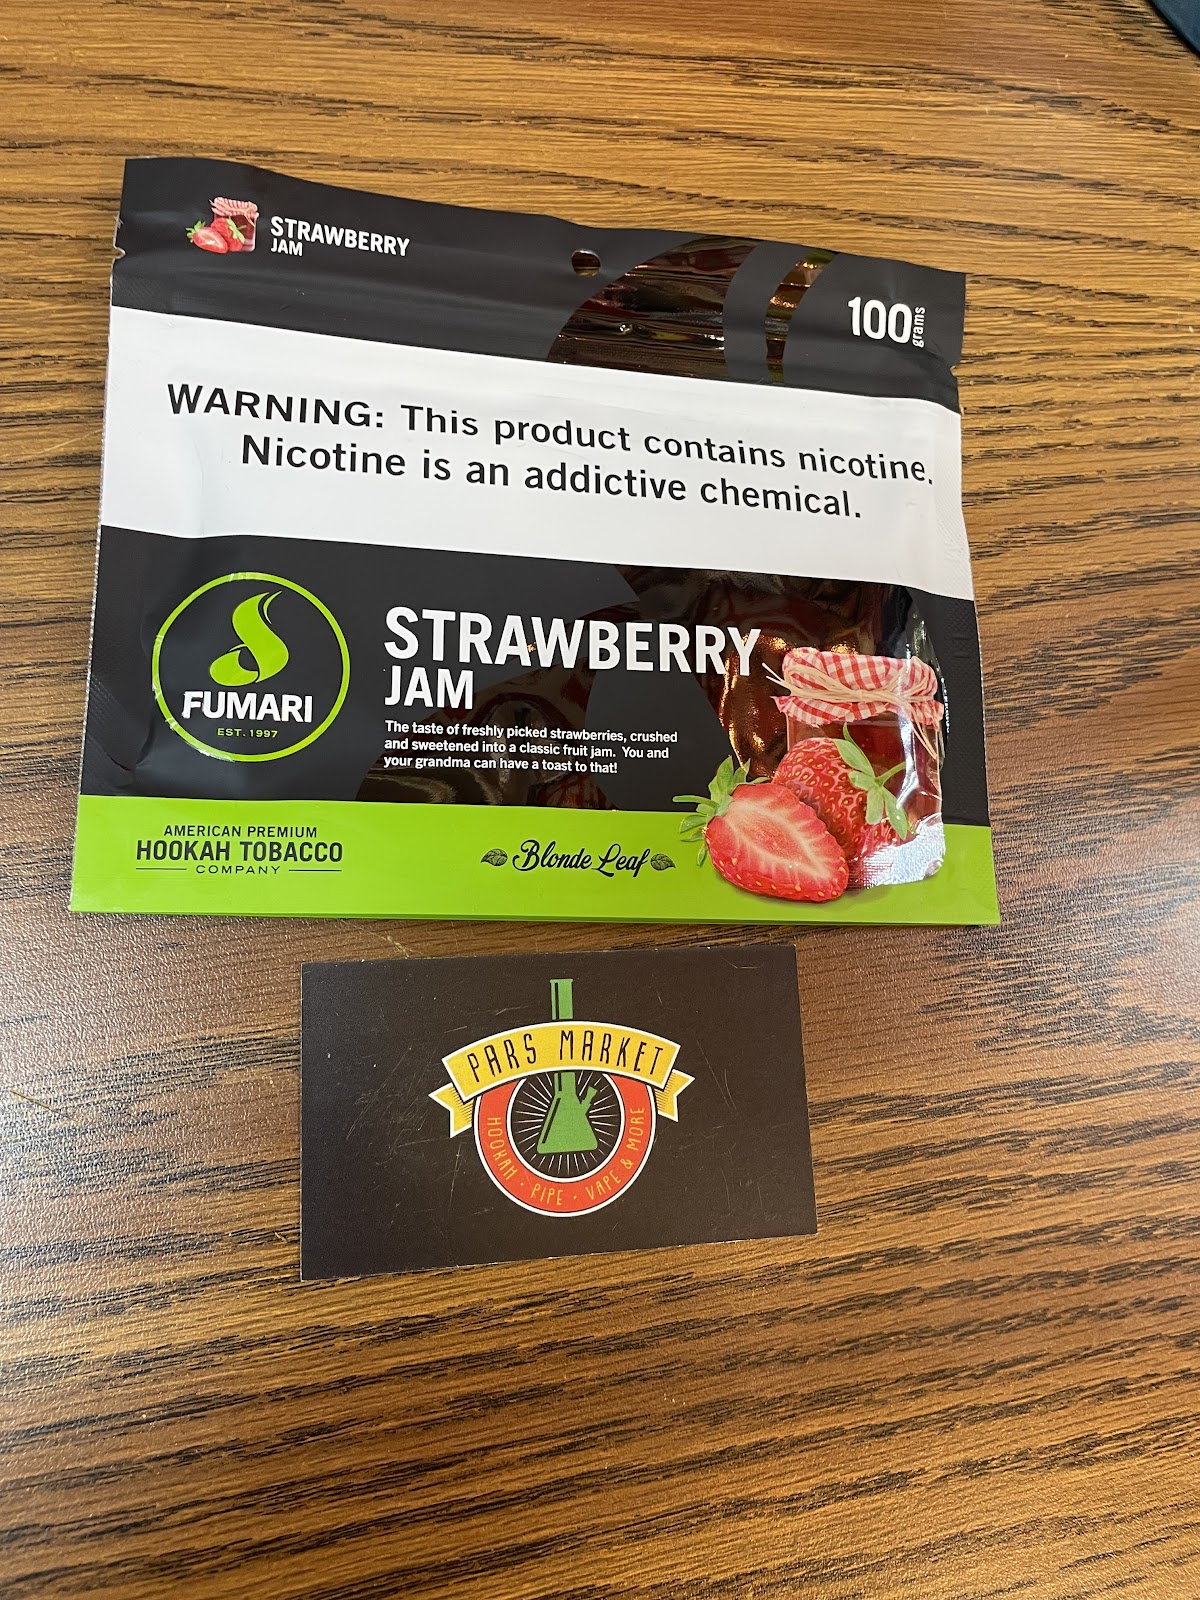 STRAWBERRY
JAM
100 grams
WARNING: This product contains nicotine.
Nicotine is an addictive chemical.
FUMARI
EST. 1997
STRAWBERRY
JAM
The taste of freshly picked strawberries, crushed
and sweetened into a classic fruit jam. You and
your grandma can have a toast to that!
AMERICAN PREMIUM
HOOKAH TOBACCO
COMPANY
Blonde Leaf
PARS MARKET
HOOKAH · PIPE · VAPE & MORE